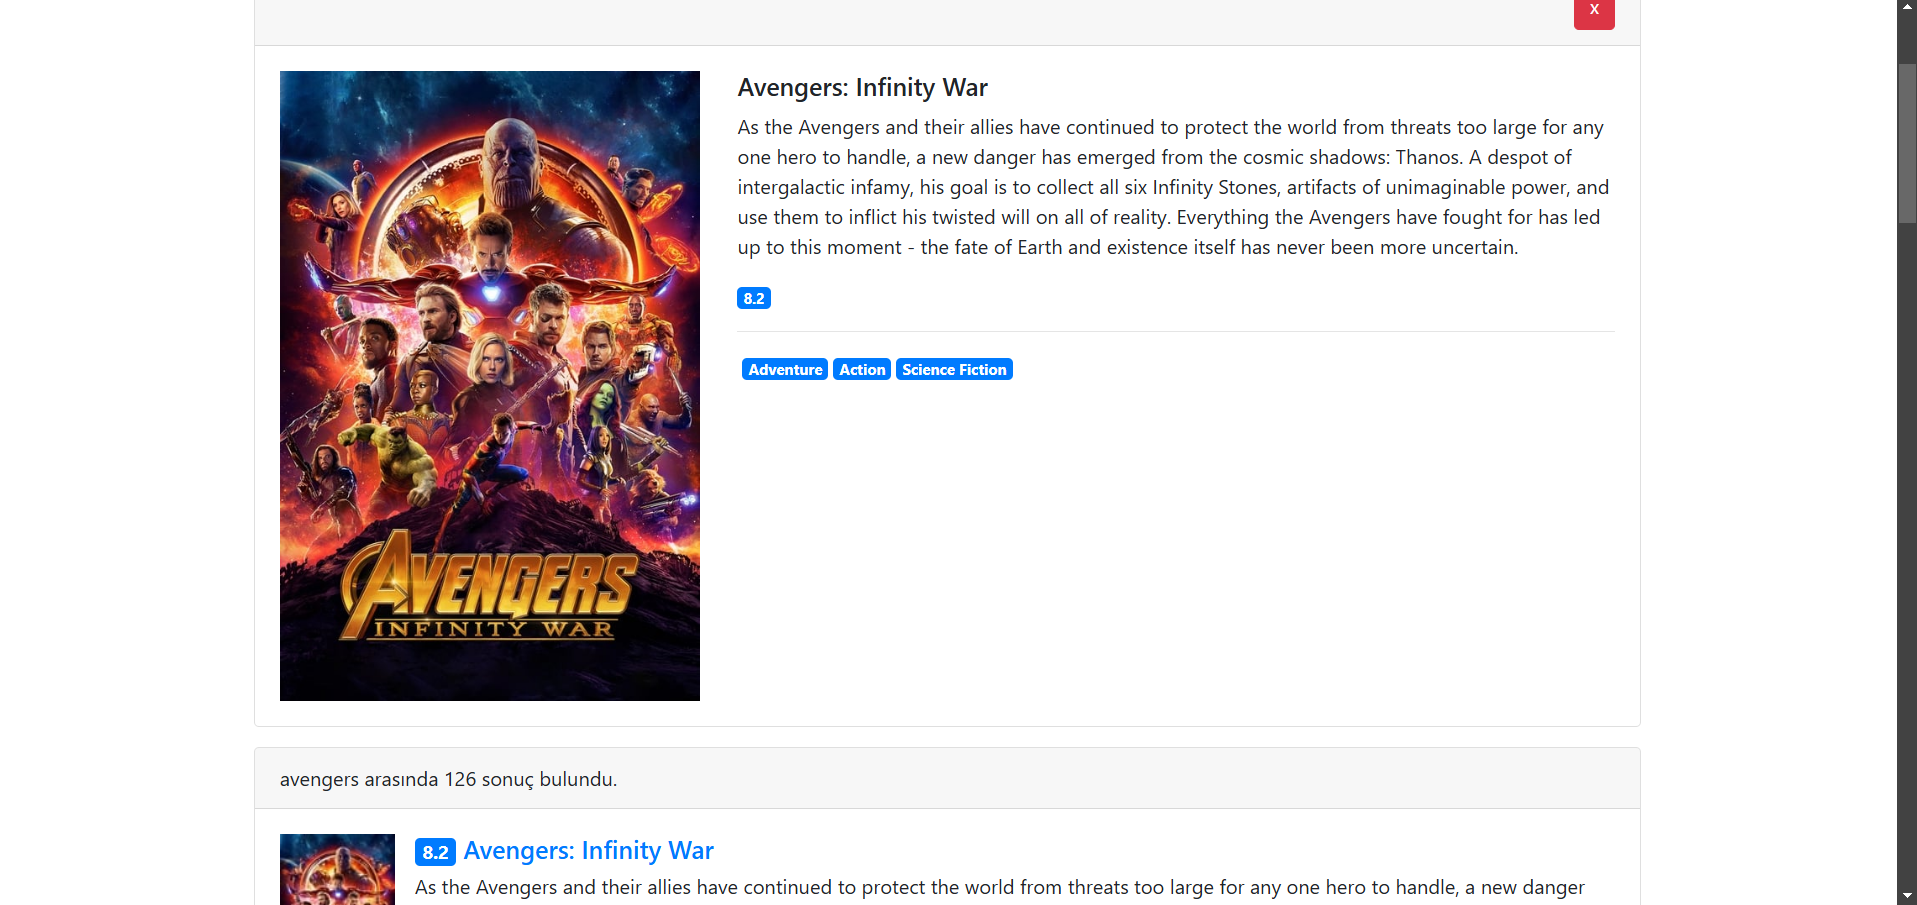 X
Avengers: Infinity War
As the Avengers and their allies have continued to protect the world from threats too large for any
one hero to handle, a new danger has emerged from the cosmic shadows: Thanos. A despot of
intergalactic infamy, his goal is to collect all six Infinity Stones, artifacts of unimaginable power, and
use them to inflict his twisted will on all of reality. Everything the Avengers have fought for has led
up to this moment - the fate of Earth and existence itself has never been more uncertain.
8.2
Adventure Action Science Fiction
AVENGERS
INFINITY WAR
avengers arasında 126 sonuç bulundu.
8.2 Avengers: Infinity War
As the Avengers and their allies have continued to protect the world from threats too large for any one hero to handle, a new danger